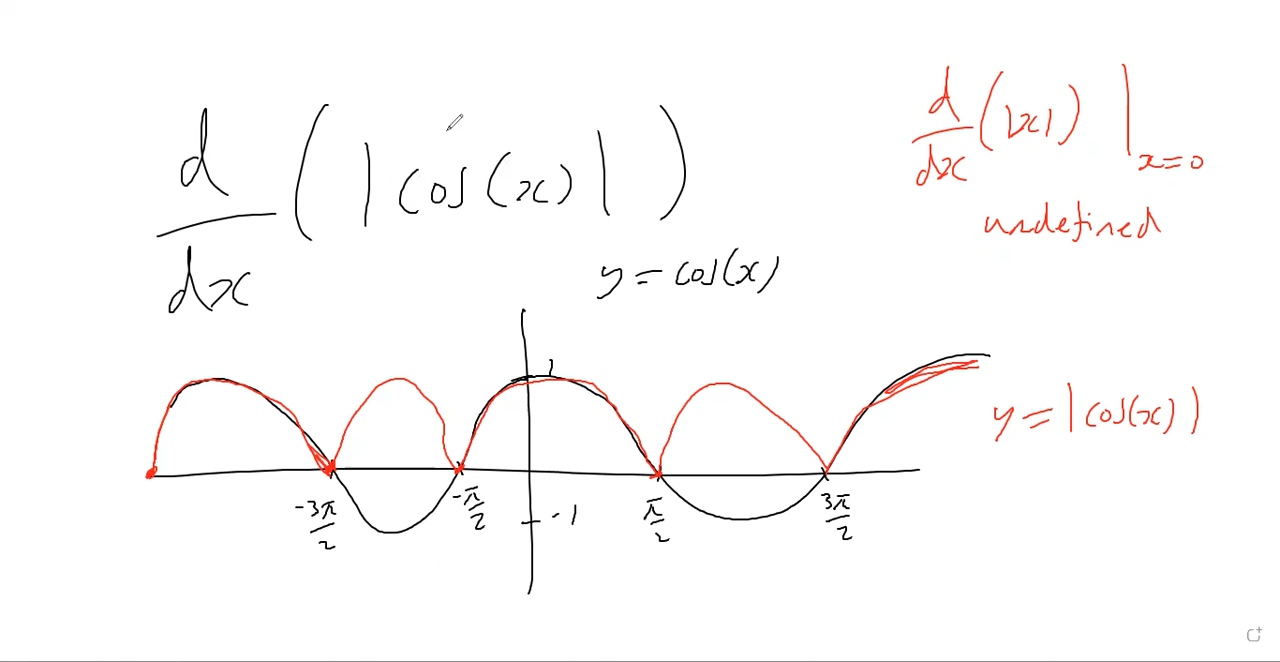 d/dx (|cos(x)|)
d/dx (|x|) |x=0
undefined
y = cos(x)
1
y = |cos(x)|
-3π/2
-π/2
-1
π/2
3π/2